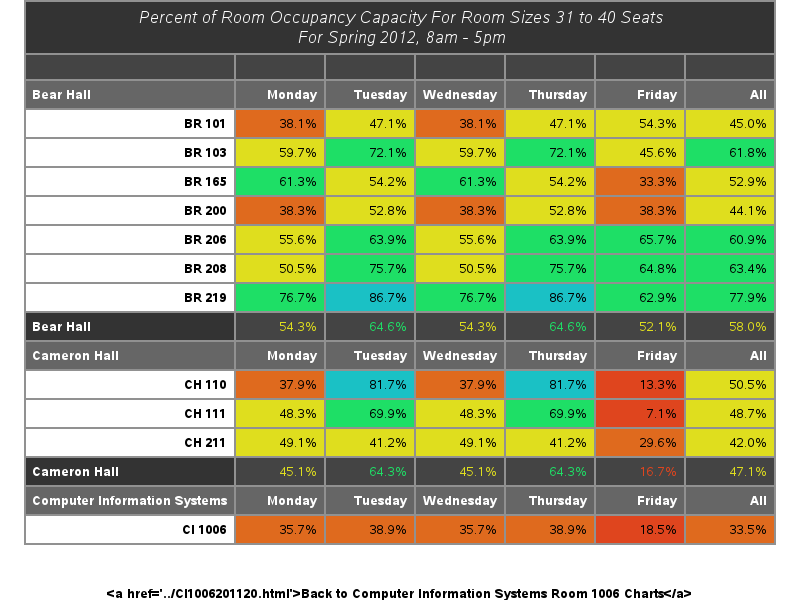 Percent of Room Occupancy Capacity For Room Sizes 31 to 40 Seats
For Spring 2012, 8am - 5pm
Bear Hall Monday Tuesday Wednesday Thursday Friday All
BR 101 38.1% 47.1% 38.1% 47.1% 54.3% 45.0%
BR 103 59.7% 72.1% 59.7% 72.1% 45.6% 61.8%
BR 165 61.3% 54.2% 61.3% 54.2% 33.3% 52.9%
BR 200 38.3% 52.8% 38.3% 52.8% 38.3% 44.1%
BR 206 55.6% 63.9% 55.6% 63.9% 65.7% 60.9%
BR 208 50.5% 75.7% 50.5% 75.7% 64.8% 63.4%
BR 219 76.7% 86.7% 76.7% 86.7% 62.9% 77.9%
Bear Hall 54.3% 64.6% 54.3% 64.6% 52.1% 58.0%
Cameron Hall Monday Tuesday Wednesday Thursday Friday All
CH 110 37.9% 81.7% 37.9% 81.7% 13.3% 50.5%
CH 111 48.3% 69.9% 48.3% 69.9% 7.1% 48.7%
CH 211 49.1% 41.2% 49.1% 41.2% 29.6% 42.0%
Cameron Hall 45.1% 64.3% 45.1% 64.3% 16.7% 47.1%
Computer Information Systems Monday Tuesday Wednesday Thursday Friday All
CI 1006 35.7% 38.9% 35.7% 38.9% 18.5% 33.5%
<a href='../CI1006201120.html'>Back to Computer Information Systems Room 1006 Charts</a>